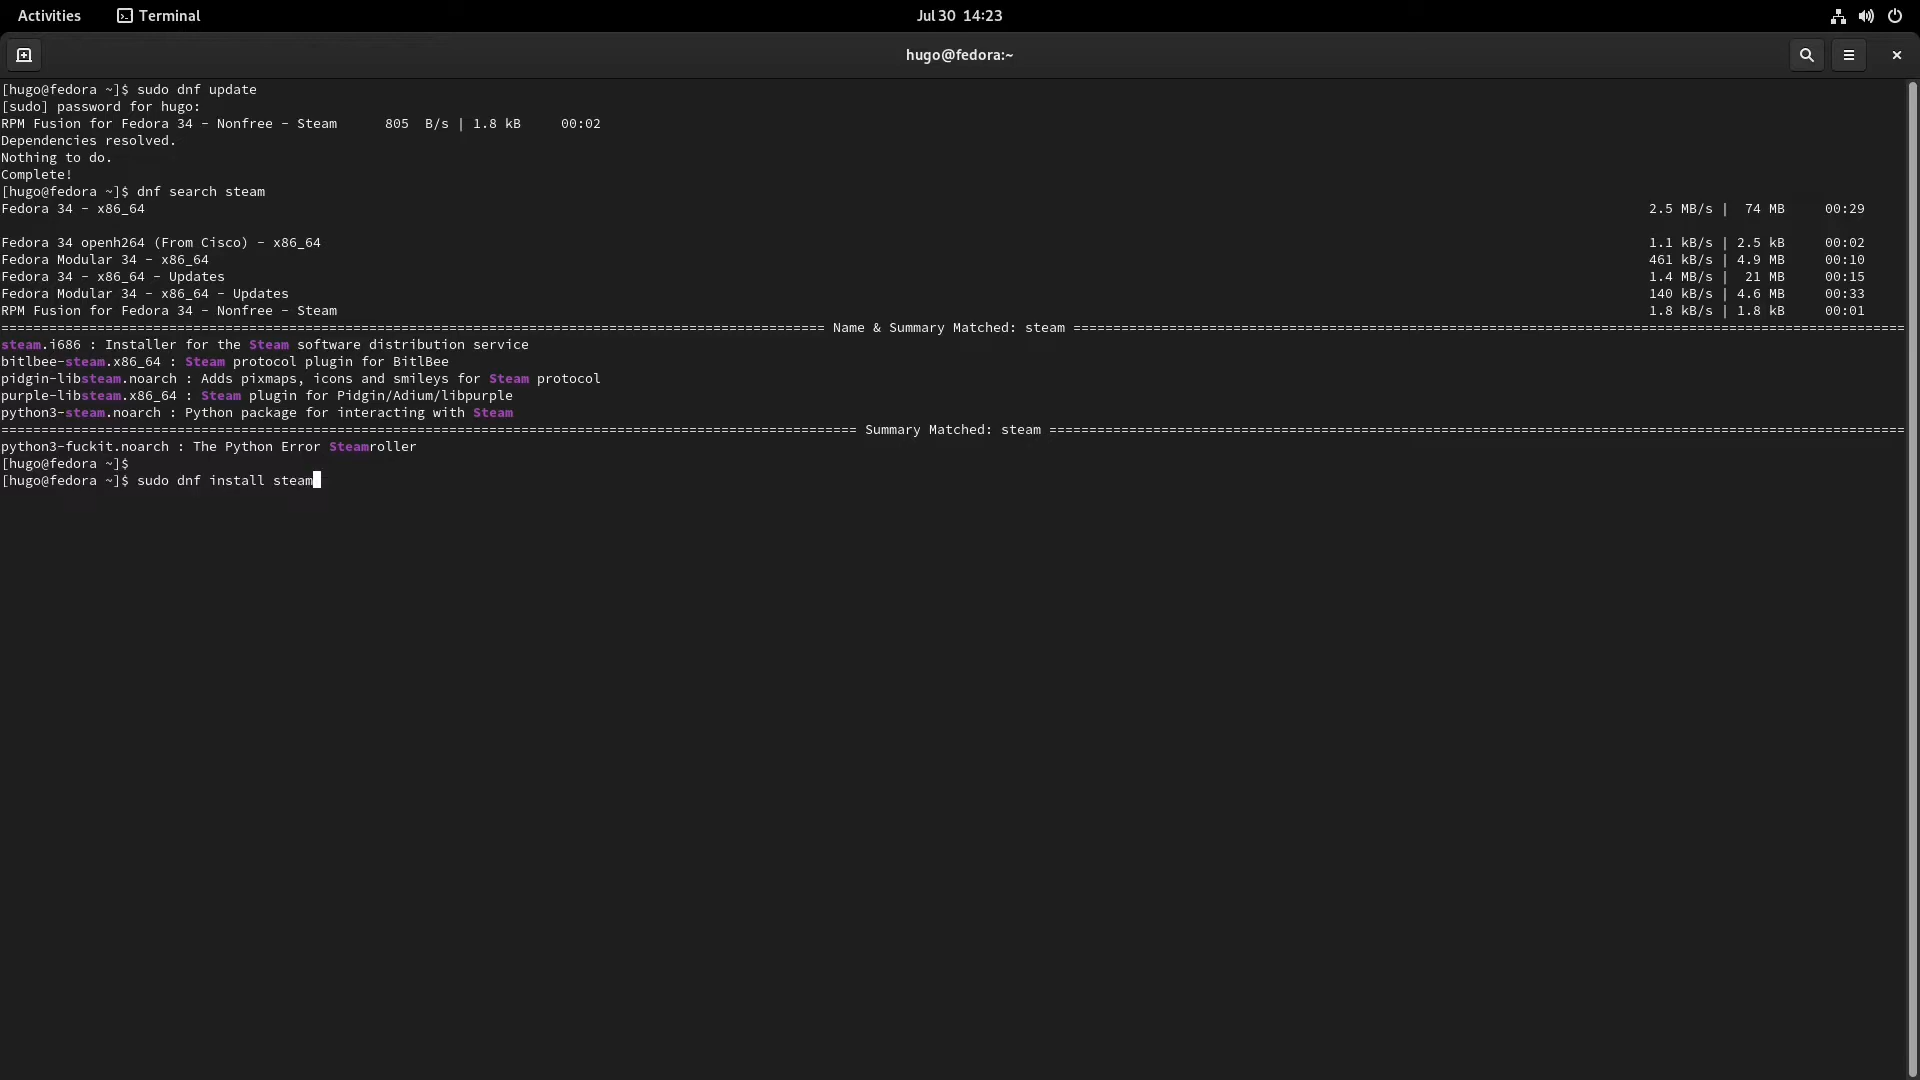 Activities Terminal Jul 30 14:23
hugo@fedora:~
[hugo@fedora ~]$ sudo dnf update
[sudo] password for hugo:
RPM Fusion for Fedora 34 - Nonfree - Steam      805  B/s | 1.8 kB     00:02
Dependencies resolved.
Nothing to do.
Complete!
[hugo@fedora ~]$ dnf search steam
Fedora 34 - x86_64 2.5 MB/s |  74 MB     00:29
Fedora 34 openh264 (From Cisco) - x86_64 1.1 kB/s | 2.5 kB     00:02
Fedora Modular 34 - x86_64 461 kB/s | 4.9 MB     00:10
Fedora 34 - x86_64 - Updates 1.4 MB/s |  21 MB     00:15
Fedora Modular 34 - x86_64 - Updates 140 kB/s | 4.6 MB     00:33
RPM Fusion for Fedora 34 - Nonfree - Steam 1.8 kB/s | 1.8 kB     00:01
======================================================================================================= Name & Summary Matched: steam ========================================================================================================
steam.i686 : Installer for the Steam software distribution service
bitlbee-steam.x86_64 : Steam protocol plugin for BitlBee
pidgin-libsteam.noarch : Adds pixmaps, icons and smileys for Steam protocol
purple-libsteam.x86_64 : Steam plugin for Pidgin/Adium/libpurple
python3-steam.noarch : Python package for interacting with Steam
=========================================================================================================== Summary Matched: steam ===========================================================================================================
python3-fuckit.noarch : The Python Error Steamroller
[hugo@fedora ~]$
[hugo@fedora ~]$ sudo dnf install steam